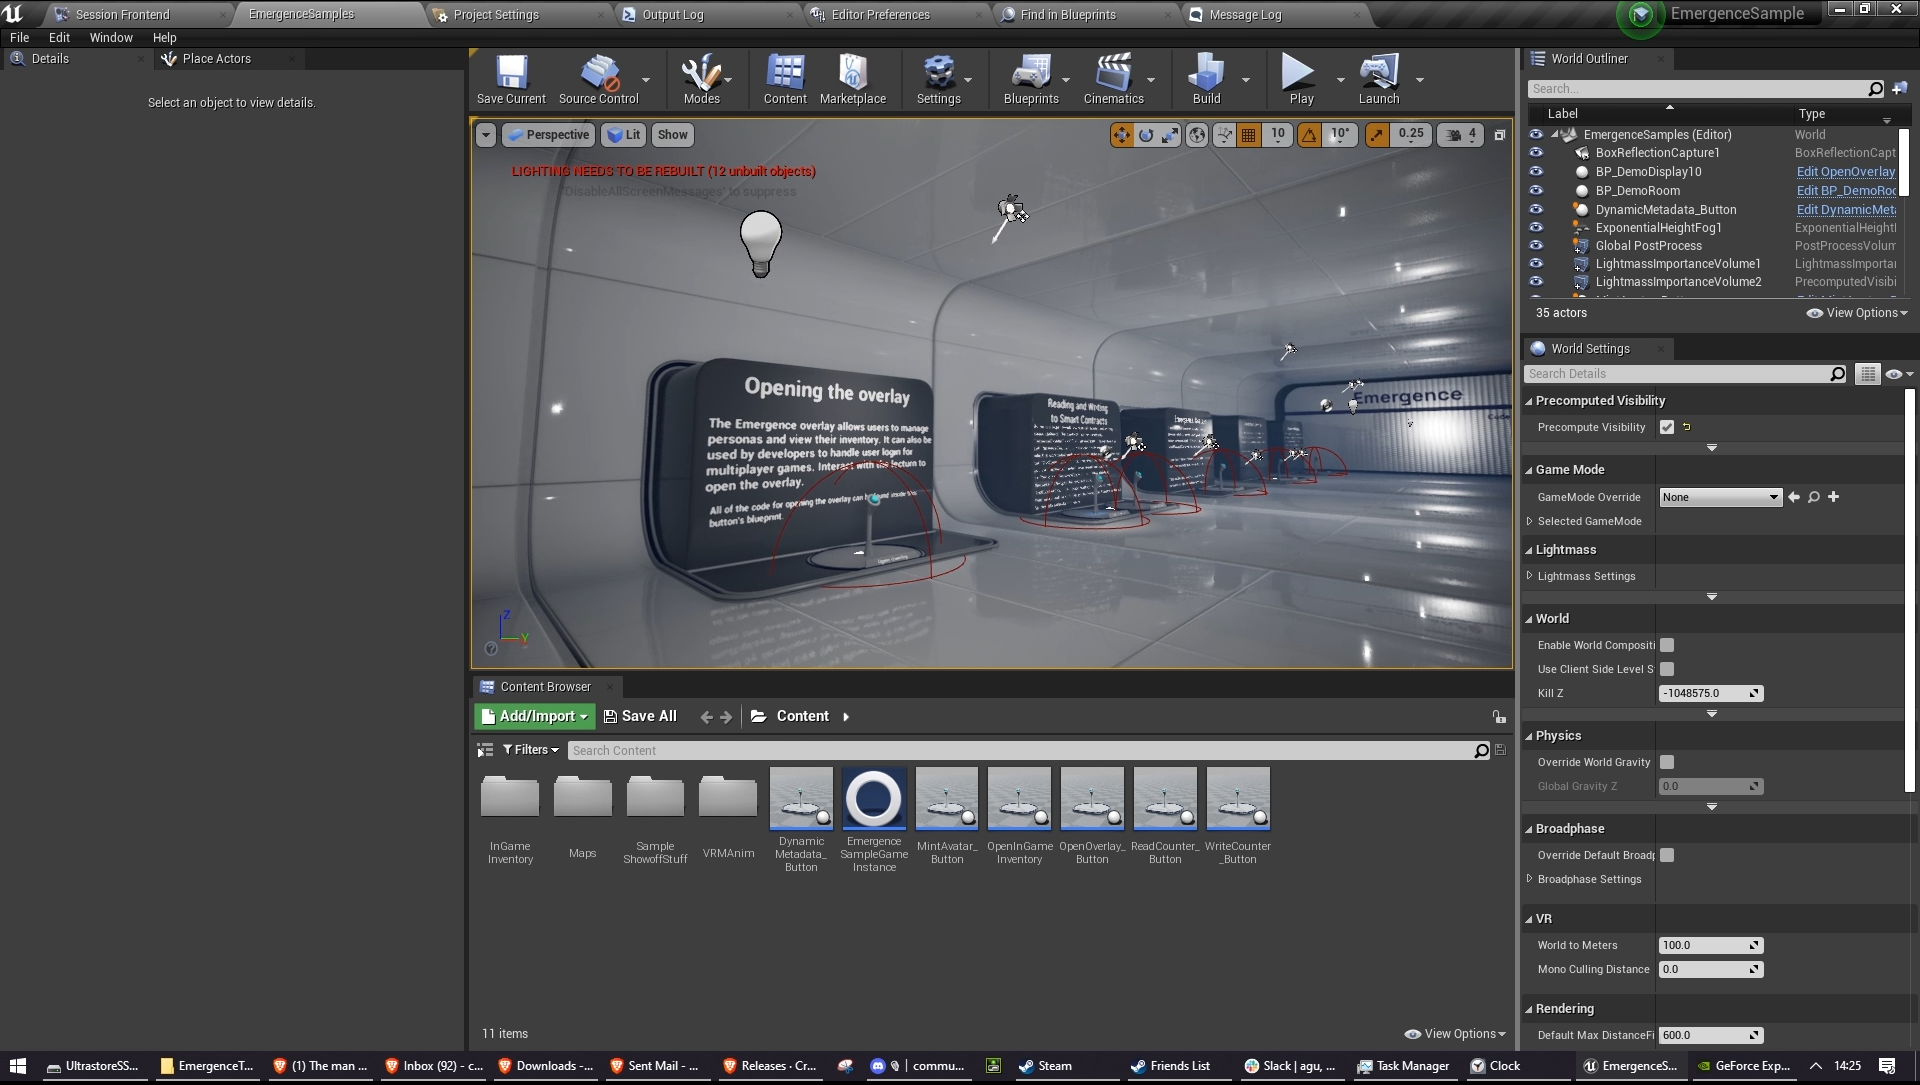 Session Frontend
EmergenceSamples
Project Settings
Output Log
Editor Preferences
Find in Blueprints
Message Log
EmergenceSample
File Edit Window Help
Details
Place Actors
Select an object to view details.
Save Current
Source Control
Modes
Content
Marketplace
Settings
Blueprints
Cinematics
Build
Play
Launch
Perspective
Lit
Show
10
10°
0.25
4
LIGHTING NEEDS TO BE REBUILT (12 unbuilt objects)
'DisableAllScreenMessages' to suppress
Opening the overlay
The Emergence overlay allows users to manage
personas and view their inventory. It can also be
used by developers to handle user login for
multiplayer games. Interact with the lecturn to
open the overlay.
All of the code for opening the overlay can be found inside this
button's blueprint.
Reading and Writing
to Smart Contracts
Emergence
Z
Y
World Outliner
Search...
Label Type
EmergenceSamples (Editor) World
BoxReflectionCapture1 BoxReflectionCapt
BP_DemoDisplay10 Edit OpenOverlay
BP_DemoRoom Edit BP_DemoRoo
DynamicMetadata_Button Edit DynamicMeta
ExponentialHeightFog1 ExponentialHeightF
Global PostProcess PostProcessVolum
LightmassImportanceVolume1 LightmassImportan
LightmassImportanceVolume2 PrecomputedVisibi
35 actors
View Options
World Settings
Search Details
Precomputed Visibility
Precompute Visibility
Game Mode
GameMode Override None
Selected GameMode
Lightmass
Lightmass Settings
World
Enable World Compositi
Use Client Side Level S
Kill Z -1048575.0
Physics
Override World Gravity
Global Gravity Z 0.0
Broadphase
Override Default Broadp
Broadphase Settings
VR
World to Meters 100.0
Mono Culling Distance 0.0
Rendering
Default Max DistanceFi 600.0
Content Browser
Add/Import
Save All
Content
Filters
Search Content
InGame
Inventory
Maps
Sample
ShowoffStuff
VRMAnim
Dynamic
Metadata_
Button
Emergence
SampleGame
Instance
MintAvatar_
Button
OpenInGame
Inventory
OpenOverlay_
Button
ReadCounter_
Button
WriteCounter
_Button
11 items
View Options
UltrastoreSS...
EmergenceT...
(1) The man ...
Inbox (92) - c...
Downloads -...
Sent Mail - ...
Releases · Cr...
| commu...
Steam
Friends List
Slack | agu, ...
Task Manager
Clock
EmergenceS...
GeForce Exp...
14:25